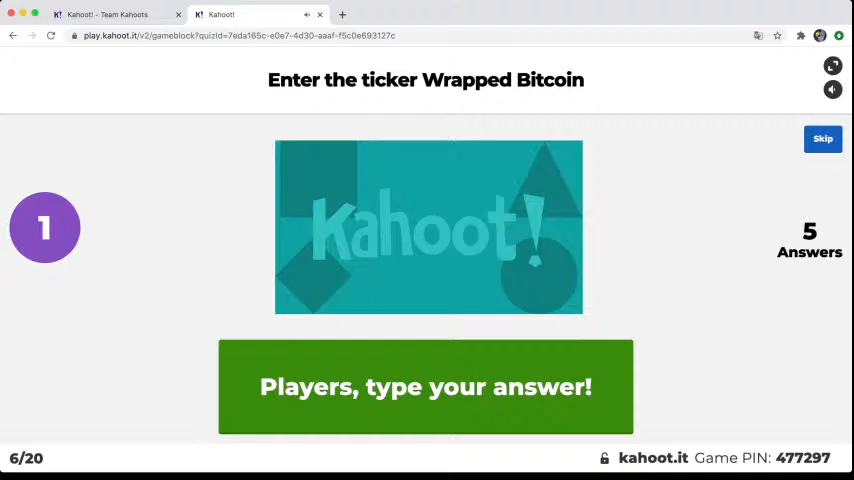 Kahoot! - Team Kahoots
Kahoot!
play.kahoot.it/v2/gameblock?quizId=7eda165c-e0e7-4d30-aaaf-f5c0e693127c
Enter the ticker Wrapped Bitcoin
Skip
Kahoot!
1
5
Answers
Players, type your answer!
6/20
kahoot.it Game PIN: 477297